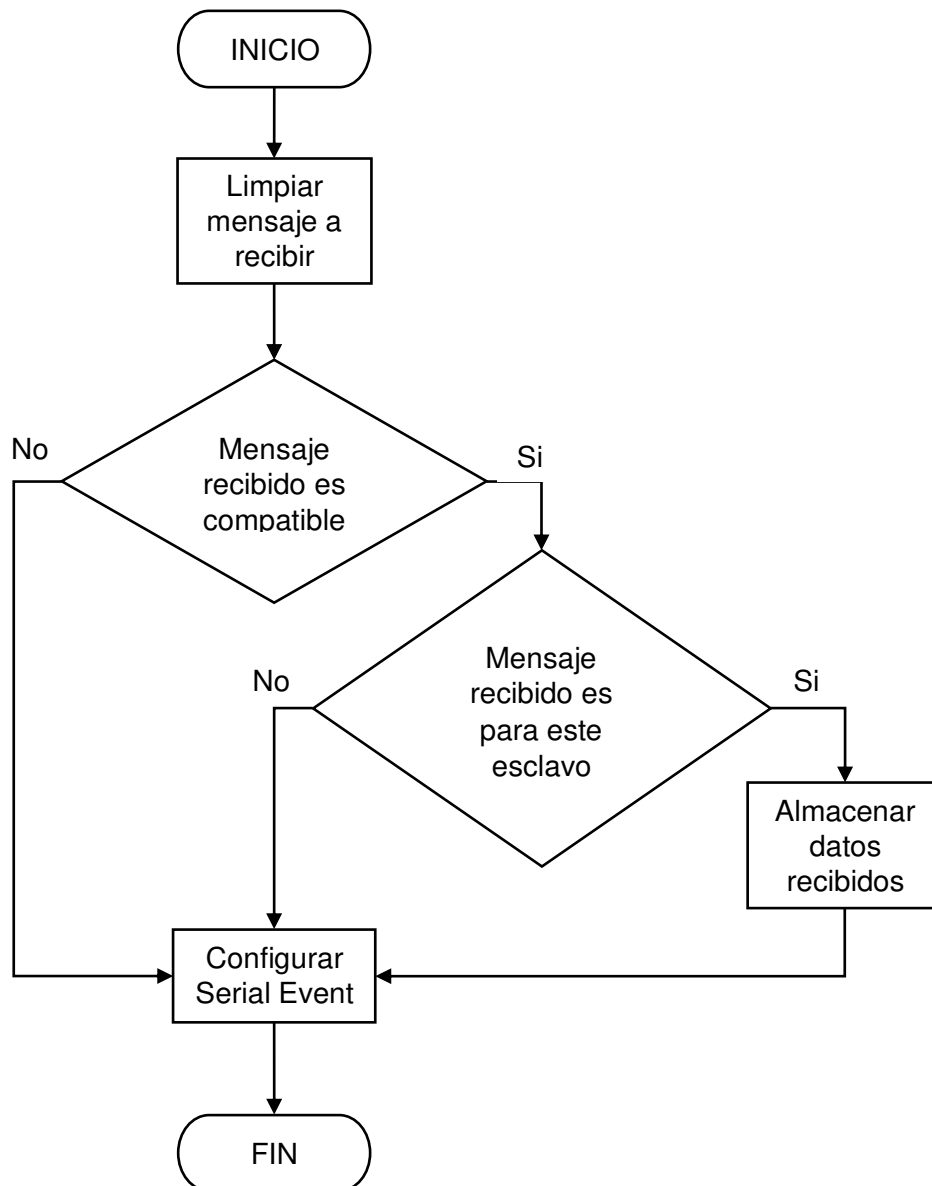 INICIO
Limpiar
mensaje a
recibir
No
Mensaje
recibido es
compatible
Si
No
Mensaje
recibido es
para este
esclavo
Si
Almacenar
datos
recibidos
Configurar
Serial Event
FIN